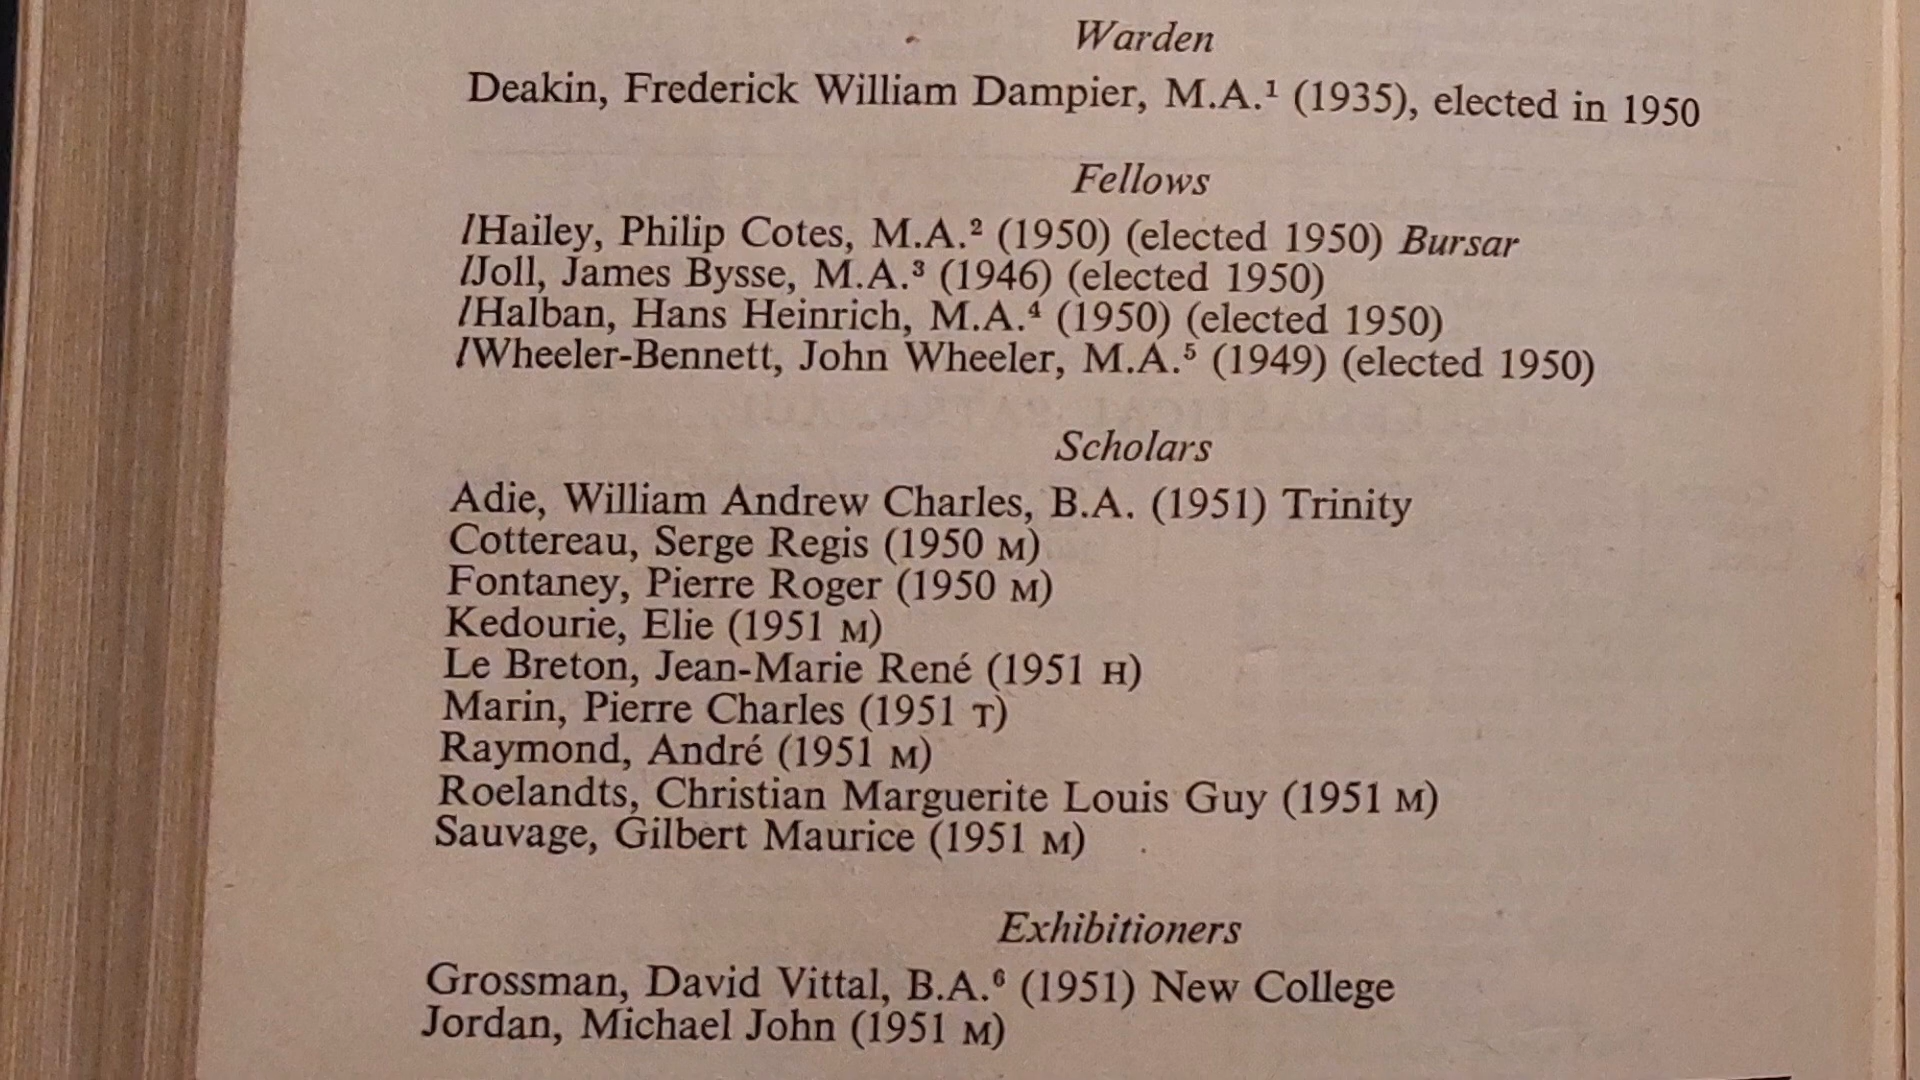 Warden
Deakin, Frederick William Dampier, M.A.¹ (1935), elected in 1950
Fellows
lHailey, Philip Cotes, M.A.² (1950) (elected 1950) Bursar
lJoll, James Bysse, M.A.³ (1946) (elected 1950)
lHalban, Hans Heinrich, M.A.⁴ (1950) (elected 1950)
lWheeler-Bennett, John Wheeler, M.A.⁵ (1949) (elected 1950)
Scholars
Adie, William Andrew Charles, B.A. (1951) Trinity
Cottereau, Serge Regis (1950 M)
Fontaney, Pierre Roger (1950 M)
Kedourie, Elie (1951 M)
Le Breton, Jean-Marie René (1951 H)
Marin, Pierre Charles (1951 T)
Raymond, André (1951 M)
Roelandts, Christian Marguerite Louis Guy (1951 M)
Sauvage, Gilbert Maurice (1951 M)
Exhibitioners
Grossman, David Vittal, B.A.⁶ (1951) New College
Jordan, Michael John (1951 M)